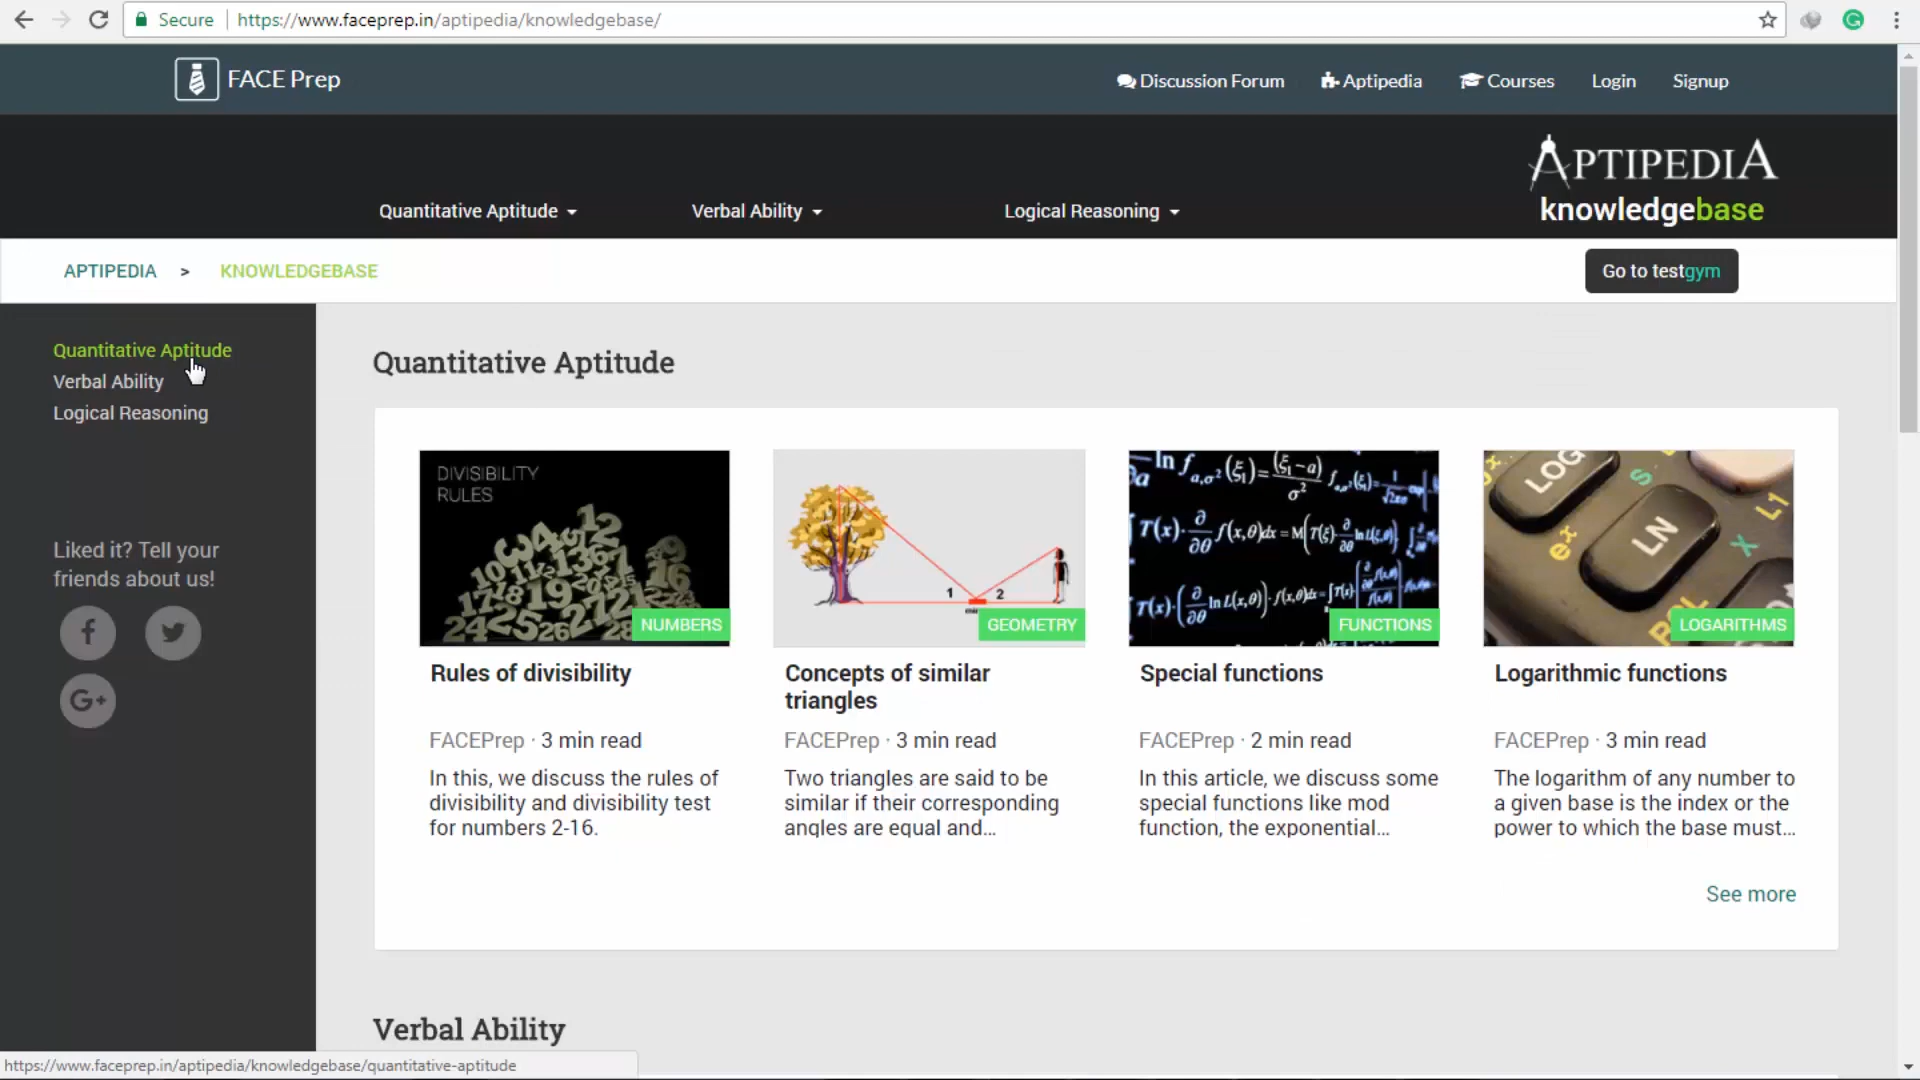 Secure
https://www.faceprep.in/aptipedia/knowledgebase/
FACE Prep
Discussion Forum
Aptipedia
Courses
Login
Signup
Quantitative Aptitude
Verbal Ability
Logical Reasoning
APTIPEDIA
knowledgebase
APTIPEDIA > KNOWLEDGEBASE
Go to testgym
Quantitative Aptitude
Verbal Ability
Logical Reasoning
Liked it? Tell your
friends about us!
Quantitative Aptitude
DIVISIBILITY
RULES
NUMBERS
Rules of divisibility
FACEPrep · 3 min read
In this, we discuss the rules of
divisibility and divisibility test
for numbers 2-16.
1 2
GEOMETRY
Concepts of similar
triangles
FACEPrep · 3 min read
Two triangles are said to be
similar if their corresponding
angles are equal and...
FUNCTIONS
Special functions
FACEPrep · 2 min read
In this article, we discuss some
special functions like mod
function, the exponential...
LOG
LN
LOGARITHMS
Logarithmic functions
FACEPrep · 3 min read
The logarithm of any number to
a given base is the index or the
power to which the base must...
See more
Verbal Ability
https://www.faceprep.in/aptipedia/knowledgebase/quantitative-aptitude